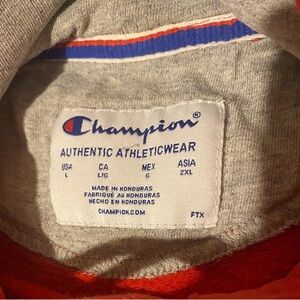 Champion®
AUTHENTIC ATHLETICWEAR
USA CA MEX ASIA
L L/G G 2XL
MADE IN HONDURAS
FABRIQUÉ AU HONDURAS
HECHO EN HONDURAS
CHAMPION.COM
PTX